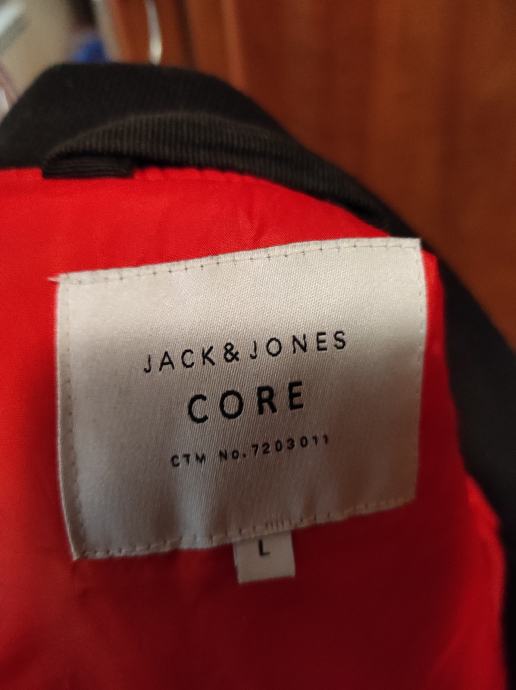 JACK & JONES
CORE
CTM No. 7203011
L